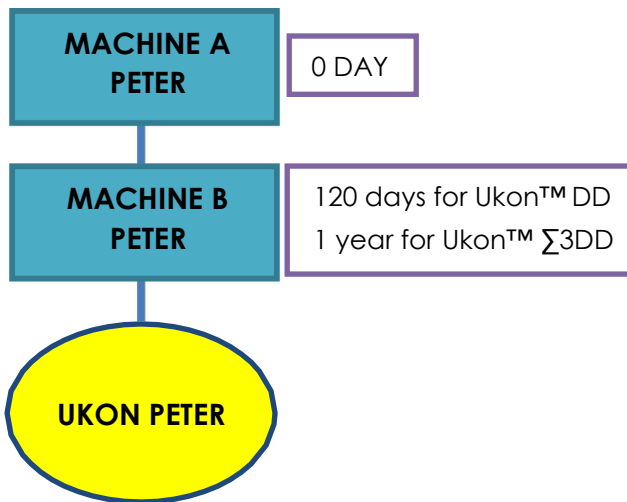 MACHINE A
PETER
0 DAY
MACHINE B
PETER
120 days for Ukon™ DD
1 year for Ukon™ ∑3DD
UKON PETER